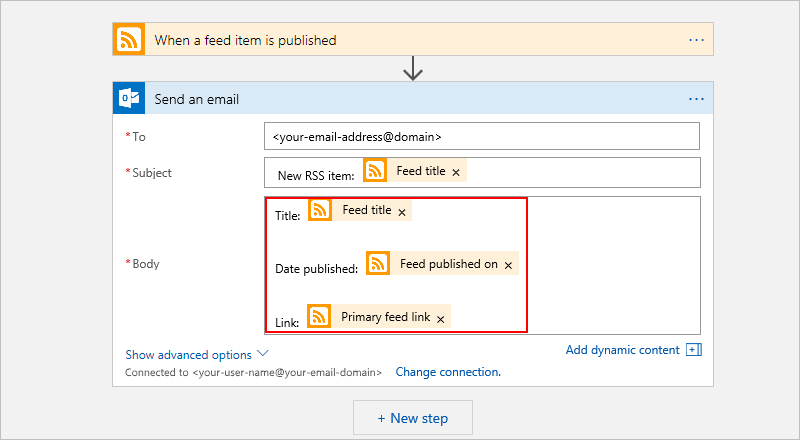 When a feed item is published ...
Send an email ...
* To <your-email-address@domain>
* Subject New RSS item: Feed title ×
Title: Feed title ×
* Body Date published: Feed published on ×
Link: Primary feed link ×
Show advanced options Add dynamic content
Connected to <your-user-name@your-email-domain> Change connection.
+ New step